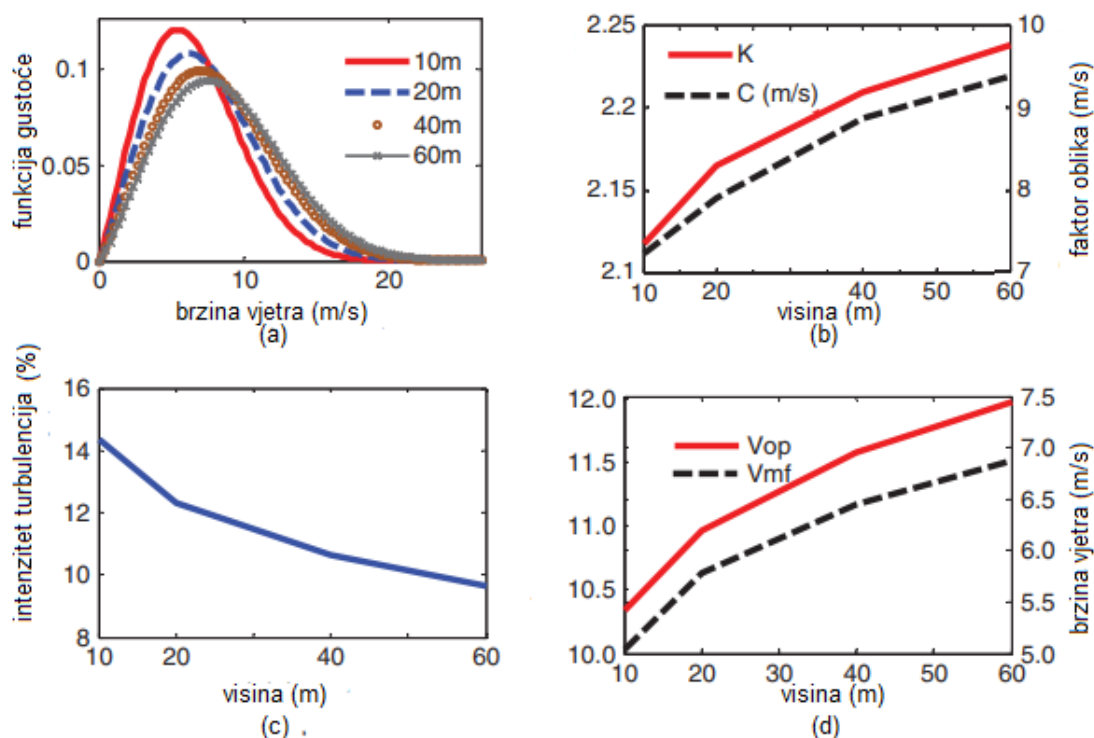 funkcija gustoće
0.1
0.05
0
10m
20m
40m
60m
0
10
20
brzina vjetra (m/s)
(a)
2.25
2.2
2.15
2.1
K
C (m/s)
10
9
8
7
faktor oblika (m/s)
10
20
30
40
50
60
visina (m)
(b)
intenzitet turbulencija (%)
16
14
12
10
8
10
20
40
60
visina (m)
(c)
12.0
11.5
11.0
10.5
10.0
Vop
Vmf
7.5
7.0
6.5
6.0
5.5
5.0
brzina vjetra (m/s)
10
20
30
40
50
60
visina (m)
(d)